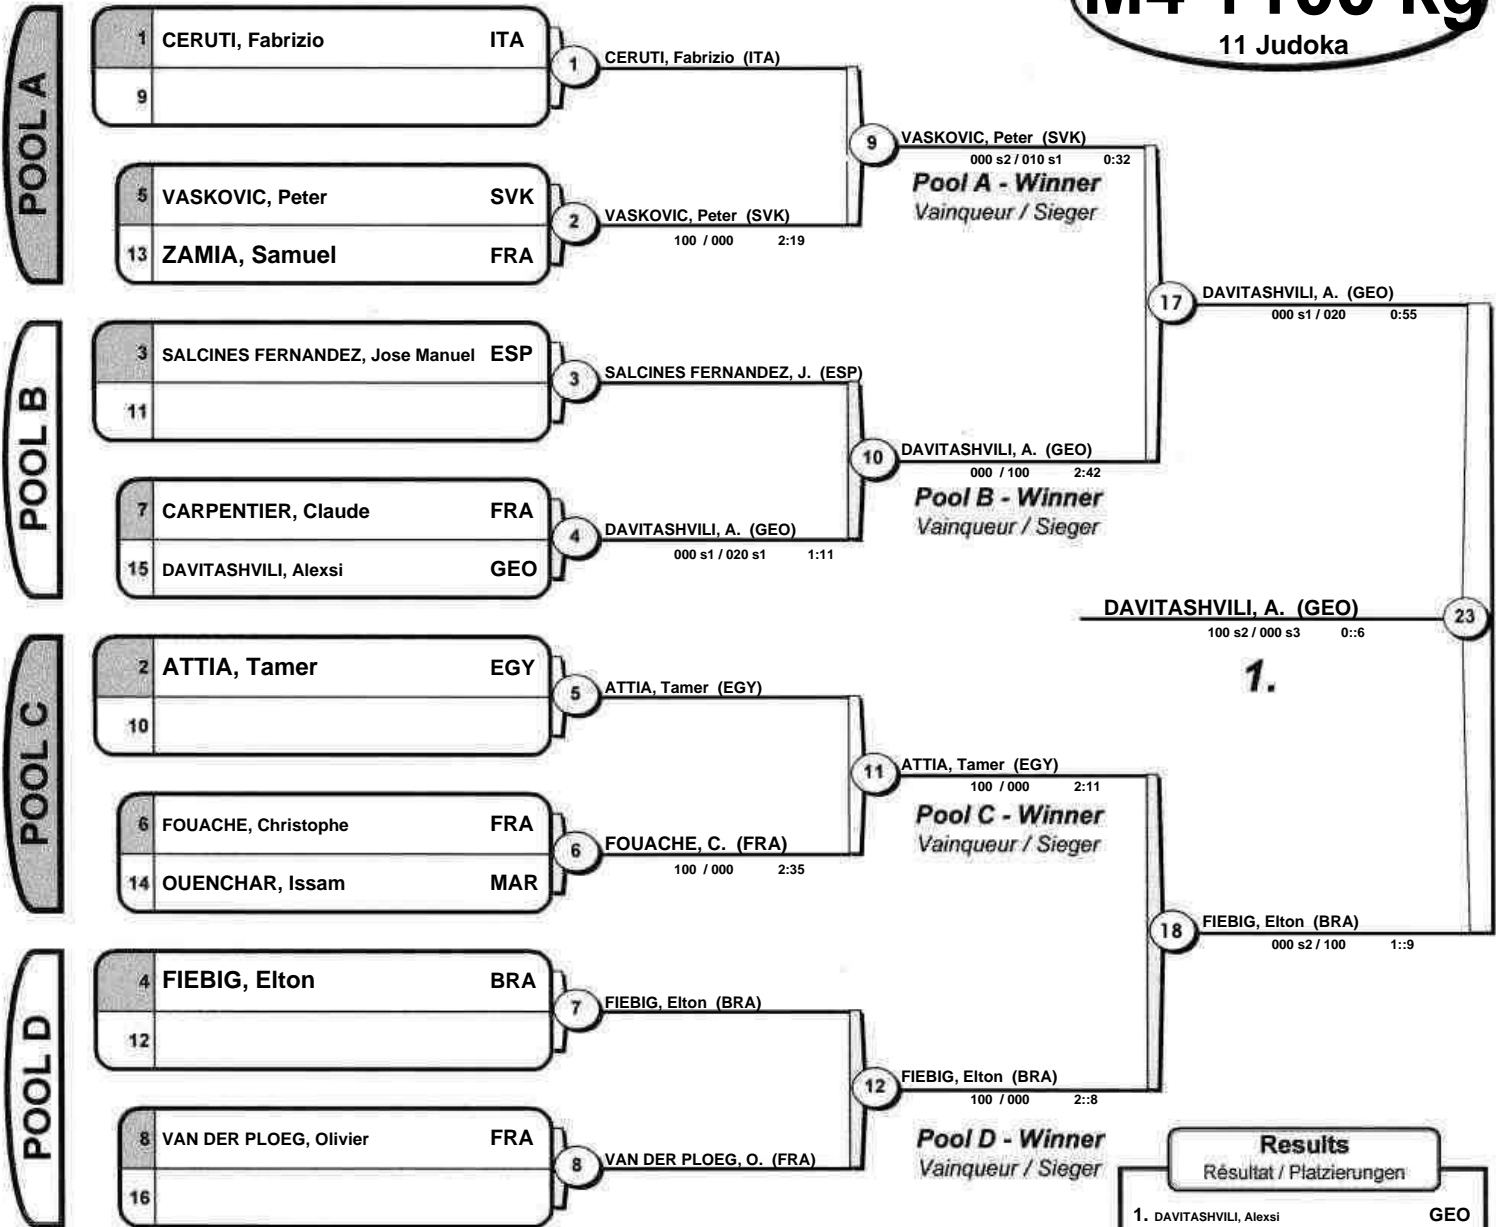 M4 +100 kg
11 Judoka
POOL A
1 CERUTI, Fabrizio ITA
9
1
CERUTI, Fabrizio (ITA)
5 VASKOVIC, Peter SVK
13 ZAMIA, Samuel FRA
2
VASKOVIC, Peter (SVK)
100 / 000 2:19
9
VASKOVIC, Peter (SVK)
000 s2 / 010 s1 0:32
Pool A - Winner
Vainqueur / Sieger
POOL B
3 SALCINES FERNANDEZ, Jose Manuel ESP
11
3
SALCINES FERNANDEZ, J. (ESP)
7 CARPENTIER, Claude FRA
15 DAVITASHVILI, Alexsi GEO
4
DAVITASHVILI, A. (GEO)
000 s1 / 020 s1 1:11
10
DAVITASHVILI, A. (GEO)
000 / 100 2:42
Pool B - Winner
Vainqueur / Sieger
17
DAVITASHVILI, A. (GEO)
000 s1 / 020 0:55
DAVITASHVILI, A. (GEO)
23
100 s2 / 000 s3 0::6
1.
POOL C
2 ATTIA, Tamer EGY
10
5
ATTIA, Tamer (EGY)
6 FOUACHE, Christophe FRA
14 OUENCHAR, Issam MAR
6
FOUACHE, C. (FRA)
100 / 000 2:35
11
ATTIA, Tamer (EGY)
100 / 000 2:11
Pool C - Winner
Vainqueur / Sieger
18
FIEBIG, Elton (BRA)
000 s2 / 100 1::9
POOL D
4 FIEBIG, Elton BRA
12
7
FIEBIG, Elton (BRA)
8 VAN DER PLOEG, Olivier FRA
16
8
VAN DER PLOEG, O. (FRA)
12
FIEBIG, Elton (BRA)
100 / 000 2::8
Pool D - Winner
Vainqueur / Sieger
Results
Résultat / Platzierungen
1. DAVITASHVILI, Alexsi GEO